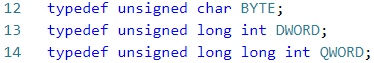 12 typedef unsigned char BYTE;
13 typedef unsigned long int DWORD;
14 typedef unsigned long long int QWORD;